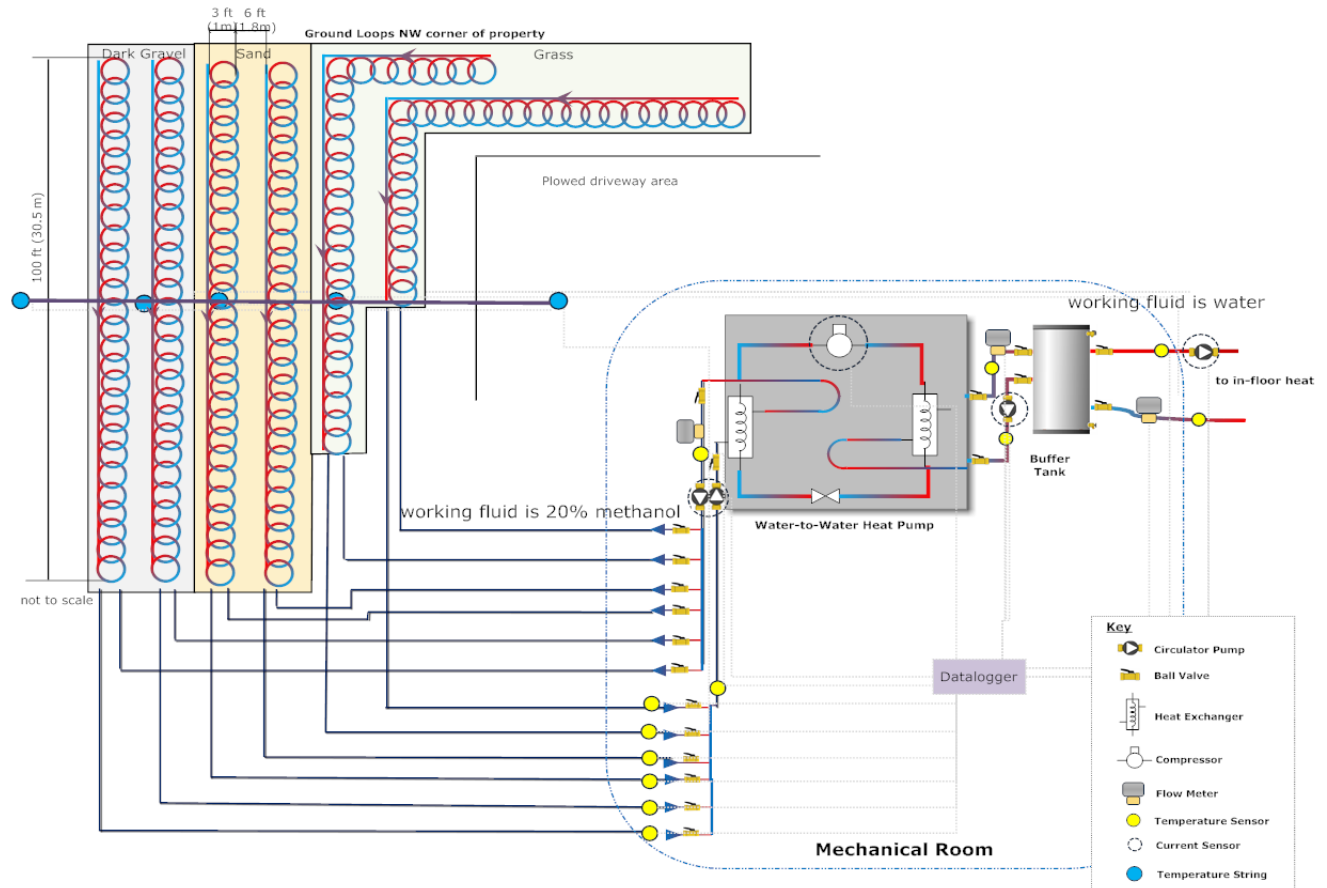 3 ft 6 ft
(1m) (1.8m)
Ground Loops NW corner of property
Dark Gravel
Sand
Grass
Plowed driveway area
100 ft (30.5 m)
working fluid is water
to in-floor heat
Buffer
Tank
working fluid is 20% methanol
Water-to-Water Heat Pump
not to scale
Key
Circulator Pump
Ball Valve
Datalogger
Heat Exchanger
Compressor
Flow Meter
Temperature Sensor
Current Sensor
Mechanical Room
Temperature String